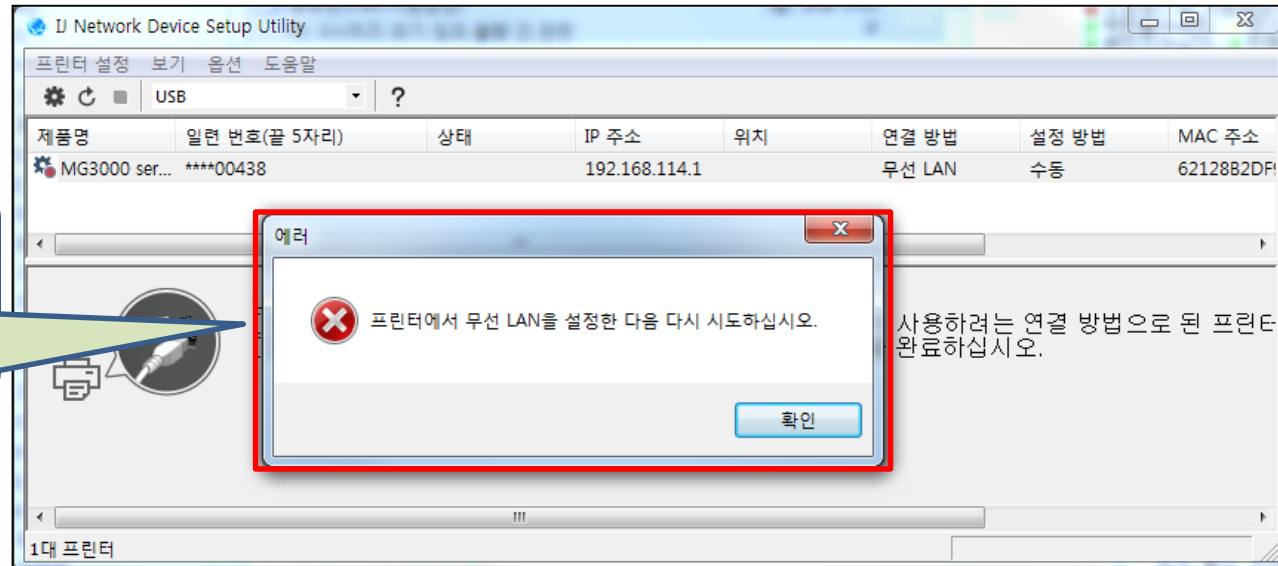 IJ Network Device Setup Utility
프린터 설정 보기 옵션 도움말
USB ?
제품명 일련 번호(끝 5자리) 상태 IP 주소 위치 연결 방법 설정 방법 MAC 주소
MG3000 ser... ****00438 192.168.114.1 무선 LAN 수동 62128B2DF
에러
프린터에서 무선 LAN을 설정한 다음 다시 시도하십시오.
사용하려는 연결 방법으로 된 프린터
완료하십시오.
확인
1대 프린터